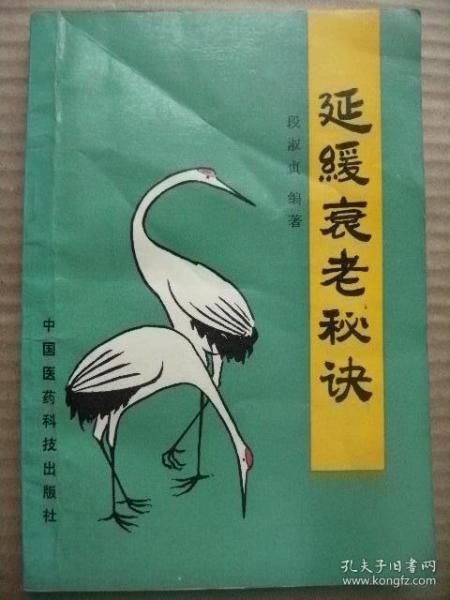 延緩衰老秘诀
段淑贞 编著
中国医药科技出版社
孔夫子旧书网
www.kongfz.com